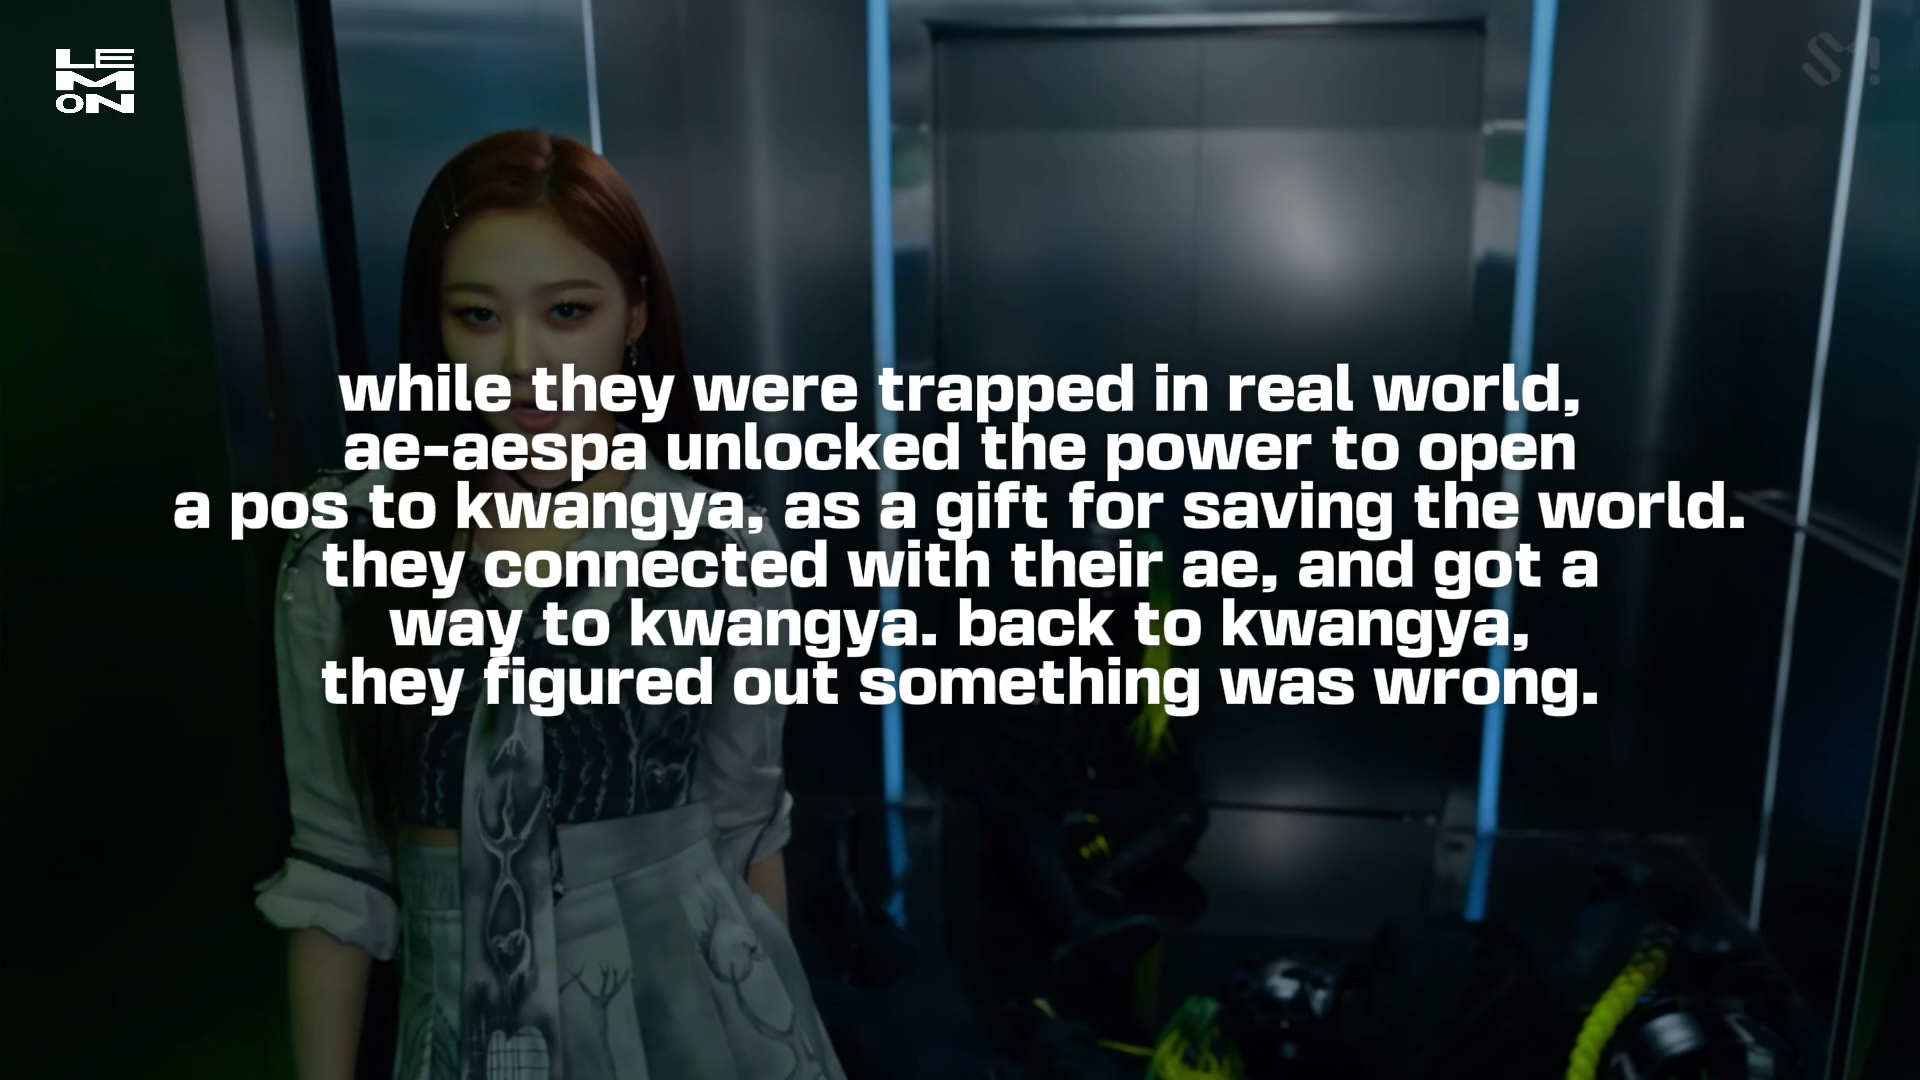 LE
M
ON
SM!
while they were trapped in real world,
ae-aespa unlocked the power to open
a pos to kwangya, as a gift for saving the world.
they connected with their ae, and got a
way to kwangya. back to kwangya,
they figured out something was wrong.